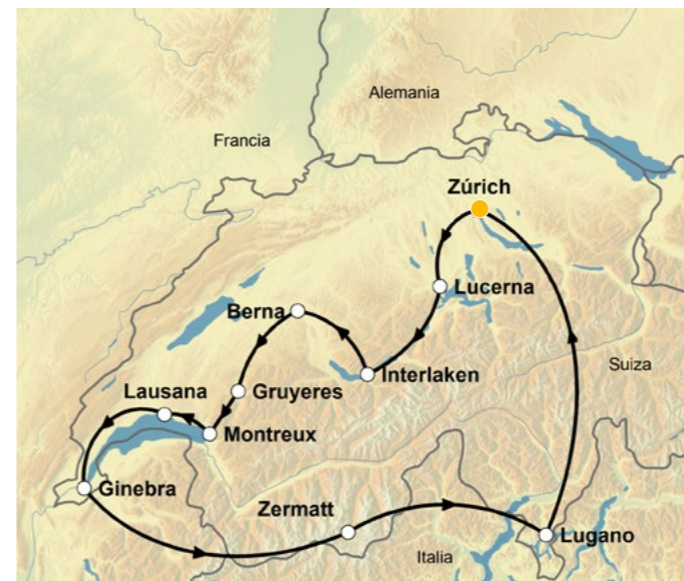 Alemania
Francia
Zúrich
Lucerna
Berna
Interlaken
Suiza
Lausana
Gruyeres
Montreux
Ginebra
Zermatt
Lugano
Italia